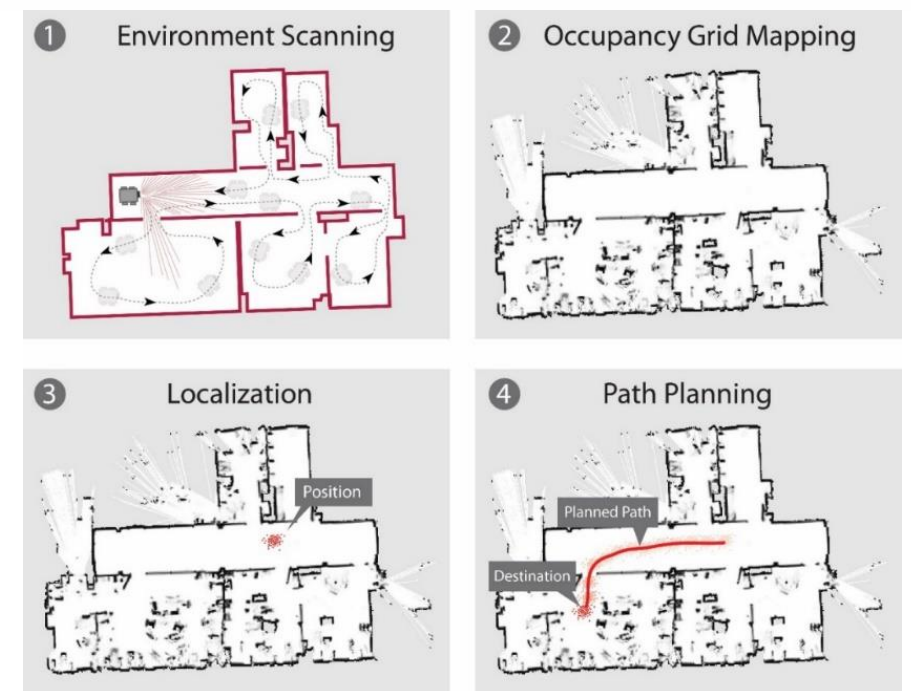 1 Environment Scanning
2 Occupancy Grid Mapping
3 Localization
Position
4 Path Planning
Planned Path
Destination